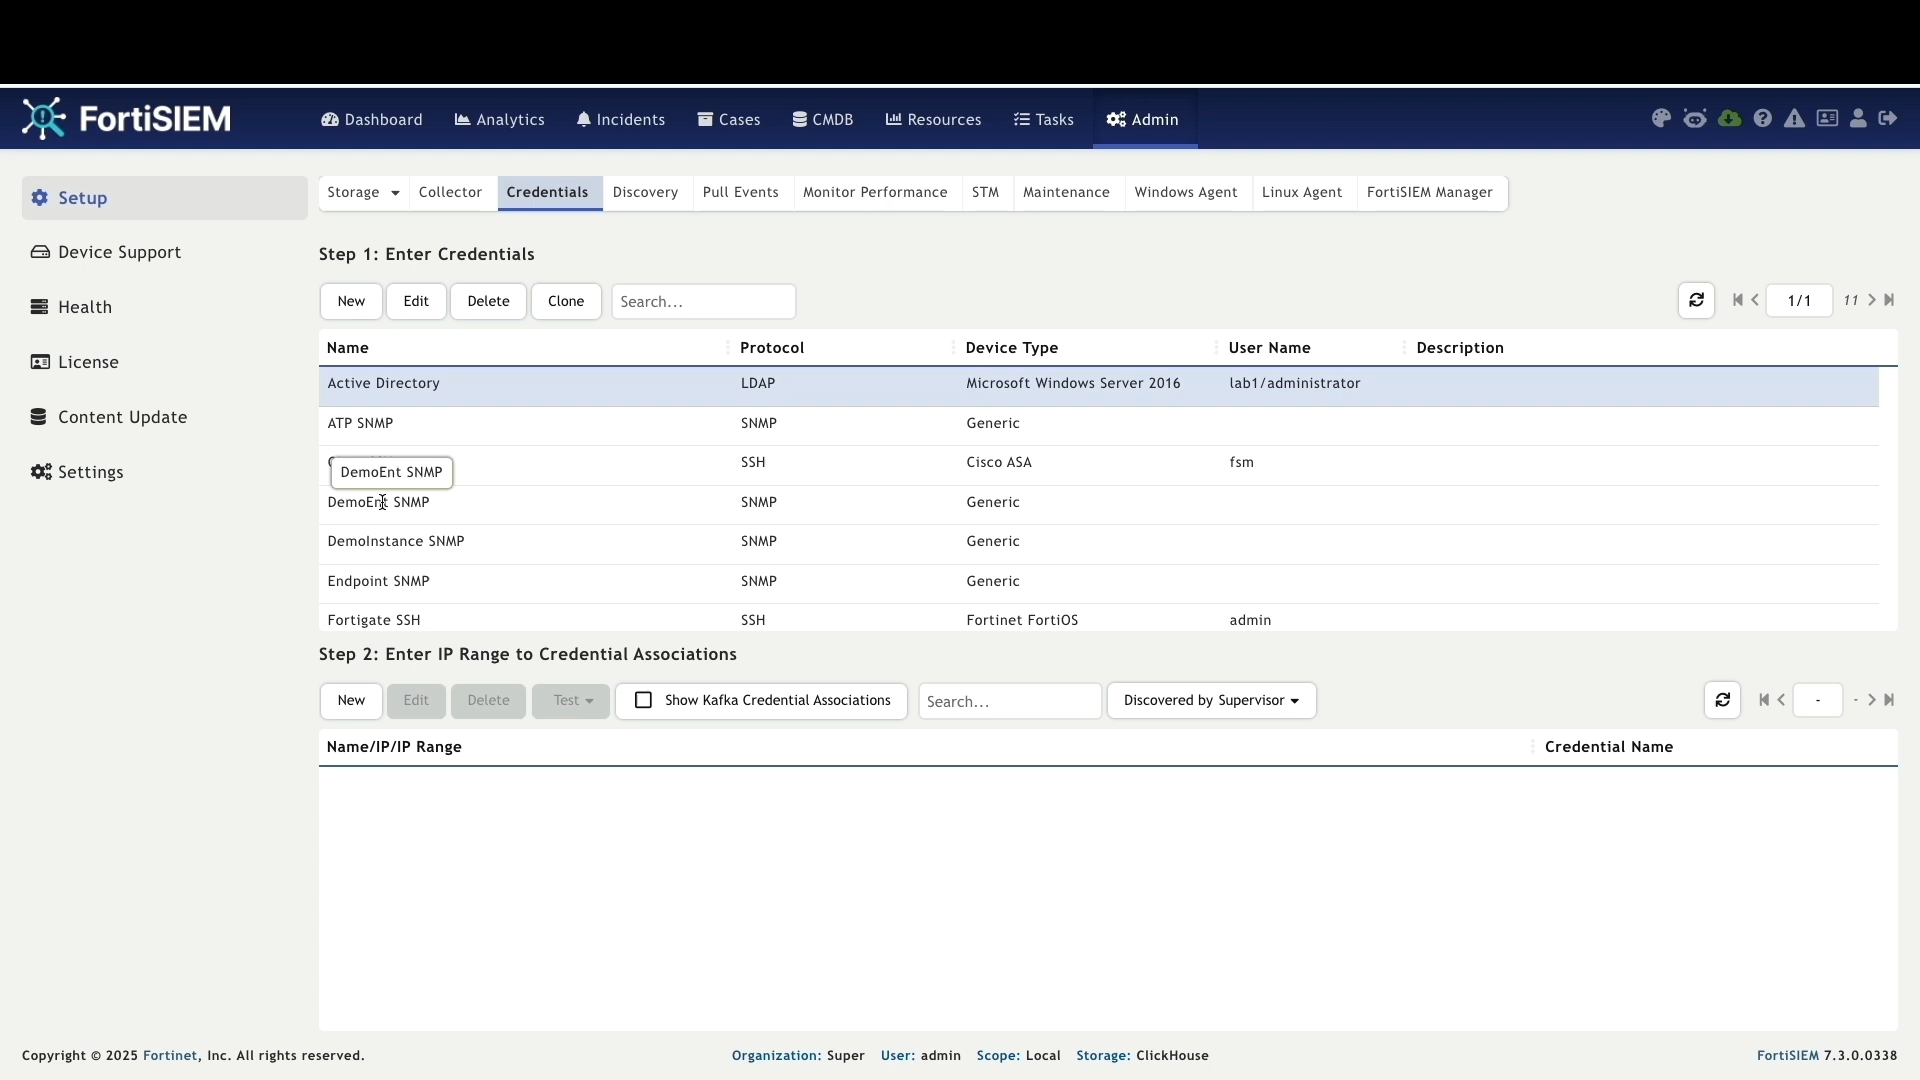 FortiSIEM
Dashboard Analytics Incidents Cases CMDB Resources Tasks Admin
Setup
Device Support
Health
License
Content Update
Settings
Storage Collector Credentials Discovery Pull Events Monitor Performance STM Maintenance Windows Agent Linux Agent FortiSIEM Manager
Step 1: Enter Credentials
New Edit Delete Clone Search... 1/1 11
Name Protocol Device Type User Name Description
Active Directory LDAP Microsoft Windows Server 2016 lab1/administrator
ATP SNMP SNMP Generic
SSH Cisco ASA fsm
DemoEnt SNMP
DemoEnt SNMP SNMP Generic
DemoInstance SNMP SNMP Generic
Endpoint SNMP SNMP Generic
Fortigate SSH SSH Fortinet FortiOS admin
Step 2: Enter IP Range to Credential Associations
New Edit Delete Test Show Kafka Credential Associations Search... Discovered by Supervisor - -
Name/IP/IP Range Credential Name
Copyright © 2025 Fortinet, Inc. All rights reserved. Organization: Super User: admin Scope: Local Storage: ClickHouse FortiSIEM 7.3.0.0338